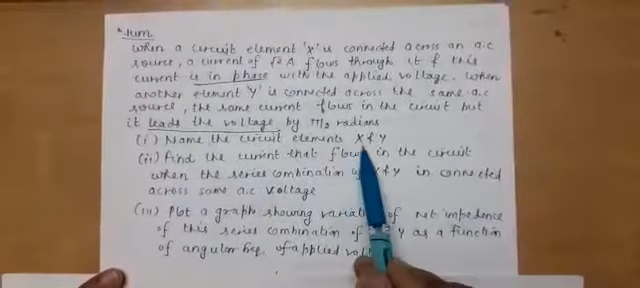 *Sum
When a circuit element 'X' is connected across an a.c
source, a current of √2 A flows through it & this
current is in phase with the applied voltage. When
another element 'Y' is connected across the same a.c
source, the same current flows in the circuit but
it leads the voltage by π/2 radians
(i) Name the circuit elements X & Y
(ii) Find the current that flows in the circuit
when the series combination of X & Y in connected
across same a.c voltage
(iii) Plot a graph showing variation of net impedence
of this series combination of Y as a function
of angular freq. of applied